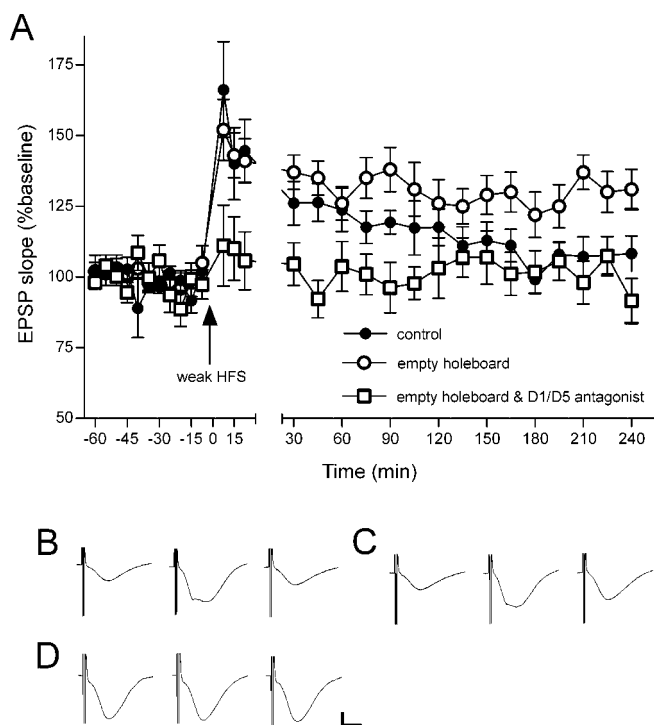 A
EPSP slope (%baseline)
175
150
125
100
75
50
weak HFS
control
empty holeboard
empty holeboard & D1/D5 antagonist
-60 -45 -30 -15 0 15 30 60 90 120 150 180 210 240
Time (min)
B
C
D